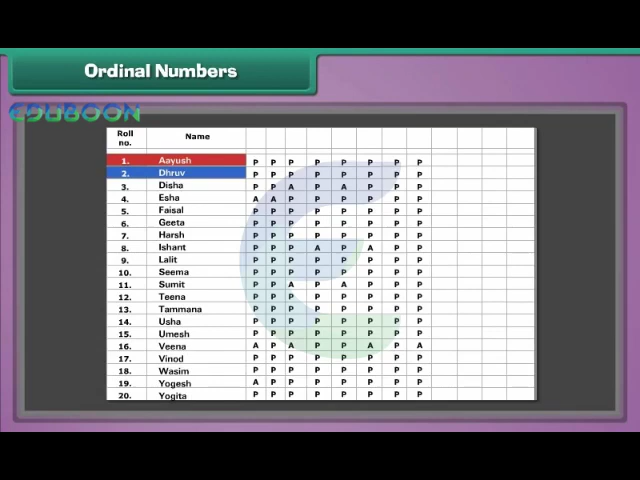 Ordinal Numbers
EDUBOON
Roll no. Name
1. Aayush P P P P P P P P
2. Dhruv P P P P P P P P
3. Disha P P A P A P P P
4. Esha A A P P P P P P
5. Faisal P P P P P P P P
6. Geeta P P P P P P P P
7. Harsh P P P P P P P P
8. Ishant P P P A P A P P
9. Lalit P P P P P P P P
10. Seema P P P P P P P P
11. Sumit P P A P A P P P
12. Teena P P P P P P P P
13. Tammana P P P P P P P P
14. Usha P P P P P P P P
15. Umesh P P P P P P P P
16. Veena A P A P P A P A
17. Vinod P P P P P P P P
18. Wasim P P P P P P P P
19. Yogesh A P P P P P P P
20. Yogita P P P P P P P P